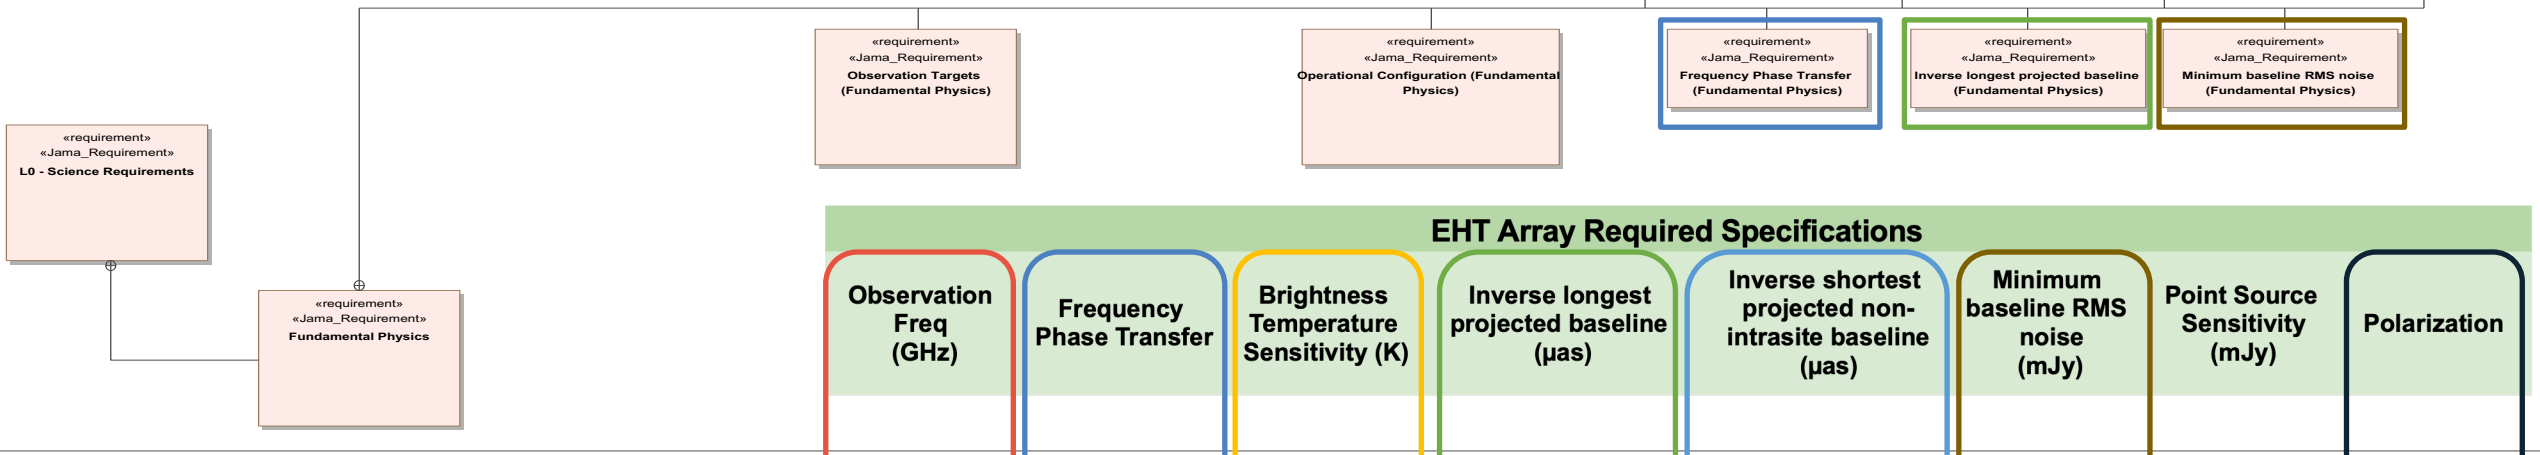 «requirement»
«Jama_Requirement»
Observation Targets
(Fundamental Physics)
«requirement»
«Jama_Requirement»
Operational Configuration (Fundamental
Physics)
«requirement»
«Jama_Requirement»
Frequency Phase Transfer
(Fundamental Physics)
«requirement»
«Jama_Requirement»
Inverse longest projected baseline
(Fundamental Physics)
«requirement»
«Jama_Requirement»
Minimum baseline RMS noise
(Fundamental Physics)
«requirement»
«Jama_Requirement»
L0 - Science Requirements
«requirement»
«Jama_Requirement»
Fundamental Physics
EHT Array Required Specifications
Observation
Freq
(GHz)
Frequency
Phase Transfer
Brightness
Temperature
Sensitivity (K)
Inverse longest
projected baseline
(µas)
Inverse shortest
projected non-
intrasite baseline
(µas)
Minimum
baseline RMS
noise
(mJy)
Point Source
Sensitivity
(mJy)
Polarization